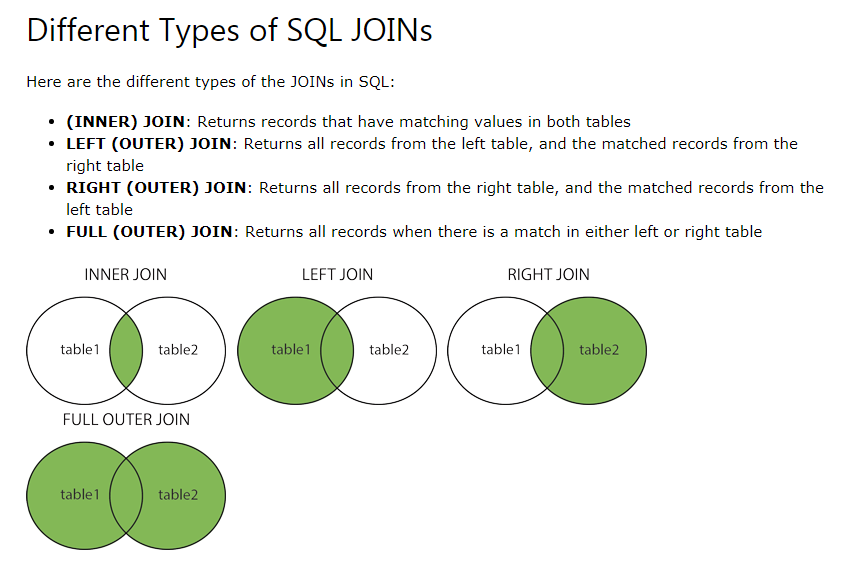 Different Types of SQL JOINs
Here are the different types of the JOINs in SQL:
• (INNER) JOIN: Returns records that have matching values in both tables
• LEFT (OUTER) JOIN: Returns all records from the left table, and the matched records from the
right table
• RIGHT (OUTER) JOIN: Returns all records from the right table, and the matched records from the
left table
• FULL (OUTER) JOIN: Returns all records when there is a match in either left or right table
INNER JOIN
table1 table2
LEFT JOIN
table1 table2
RIGHT JOIN
table1 table2
FULL OUTER JOIN
table1 table2